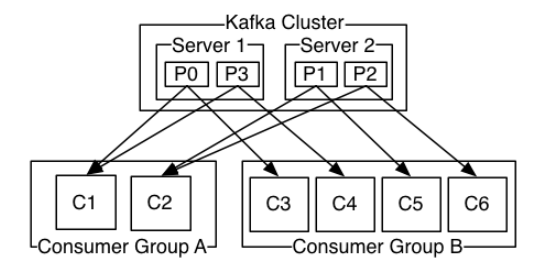 Kafka Cluster
Server 1 Server 2
P0 P3 P1 P2
C1 C2 C3 C4 C5 C6
Consumer Group A Consumer Group B